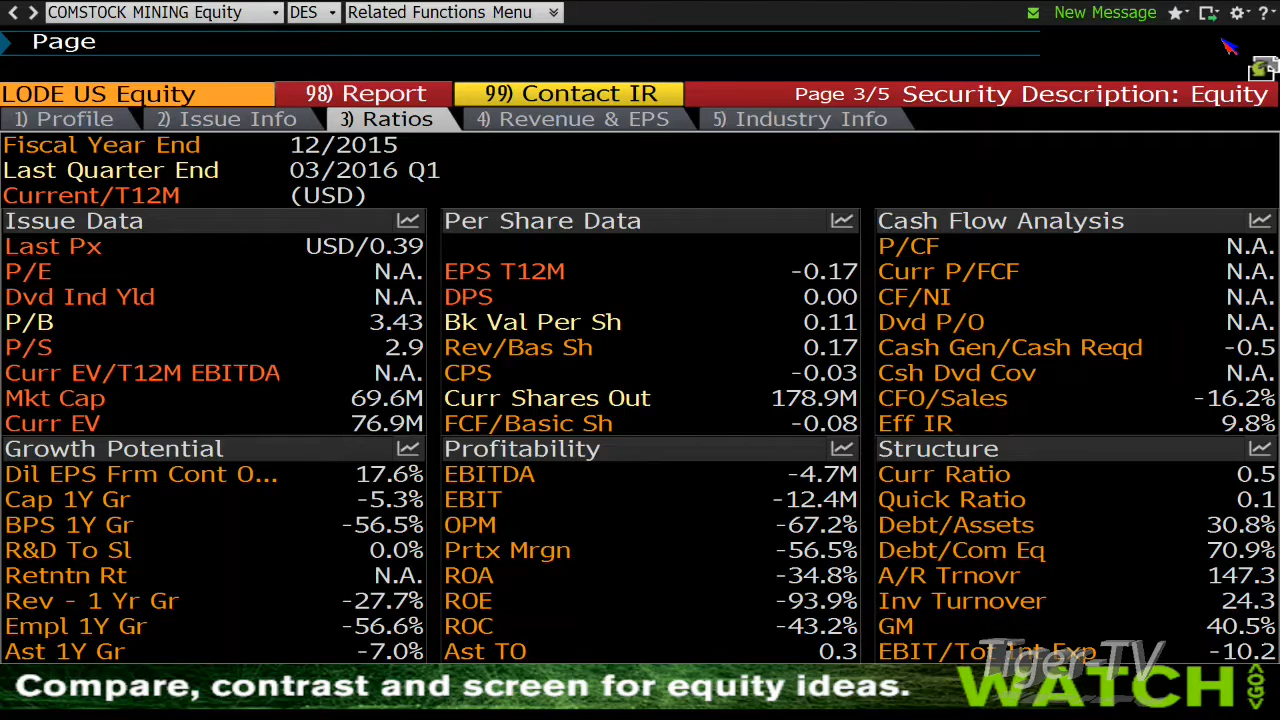 COMSTOCK MINING Equity DES Related Functions Menu New Message
Page
LODE US Equity 98) Report 99) Contact IR Page 3/5 Security Description: Equity
1) Profile 2) Issue Info 3) Ratios 4) Revenue & EPS 5) Industry Info
Fiscal Year End 12/2015
Last Quarter End 03/2016 Q1
Current/T12M (USD)
Issue Data Per Share Data Cash Flow Analysis
Last Px USD/0.39 P/CF N.A.
P/E N.A. EPS T12M -0.17 Curr P/FCF N.A.
Dvd Ind Yld N.A. DPS 0.00 CF/NI N.A.
P/B 3.43 Bk Val Per Sh 0.11 Dvd P/O N.A.
P/S 2.9 Rev/Bas Sh 0.17 Cash Gen/Cash Reqd -0.5
Curr EV/T12M EBITDA N.A. CPS -0.03 Csh Dvd Cov N.A.
Mkt Cap 69.6M Curr Shares Out 178.9M CFO/Sales -16.2%
Curr EV 76.9M FCF/Basic Sh -0.08 Eff IR 9.8%
Growth Potential Profitability Structure
Dil EPS Frm Cont O... 17.6% EBITDA -4.7M Curr Ratio 0.5
Cap 1Y Gr -5.3% EBIT -12.4M Quick Ratio 0.1
BPS 1Y Gr -56.5% OPM -67.2% Debt/Assets 30.8%
R&D To Sl 0.0% Prtx Mrgn -56.5% Debt/Com Eq 70.9%
Retntn Rt N.A. ROA -34.8% A/R Trnovr 147.3
Rev - 1 Yr Gr -27.7% ROE -93.9% Inv Turnover 24.3
Empl 1Y Gr -56.6% ROC -43.2% GM 40.5%
Ast 1Y Gr -7.0% Ast TO 0.3 EBIT/Tot Int Exp -10.2
Tiger-TV
Compare, contrast and screen for equity ideas. WATCH GO